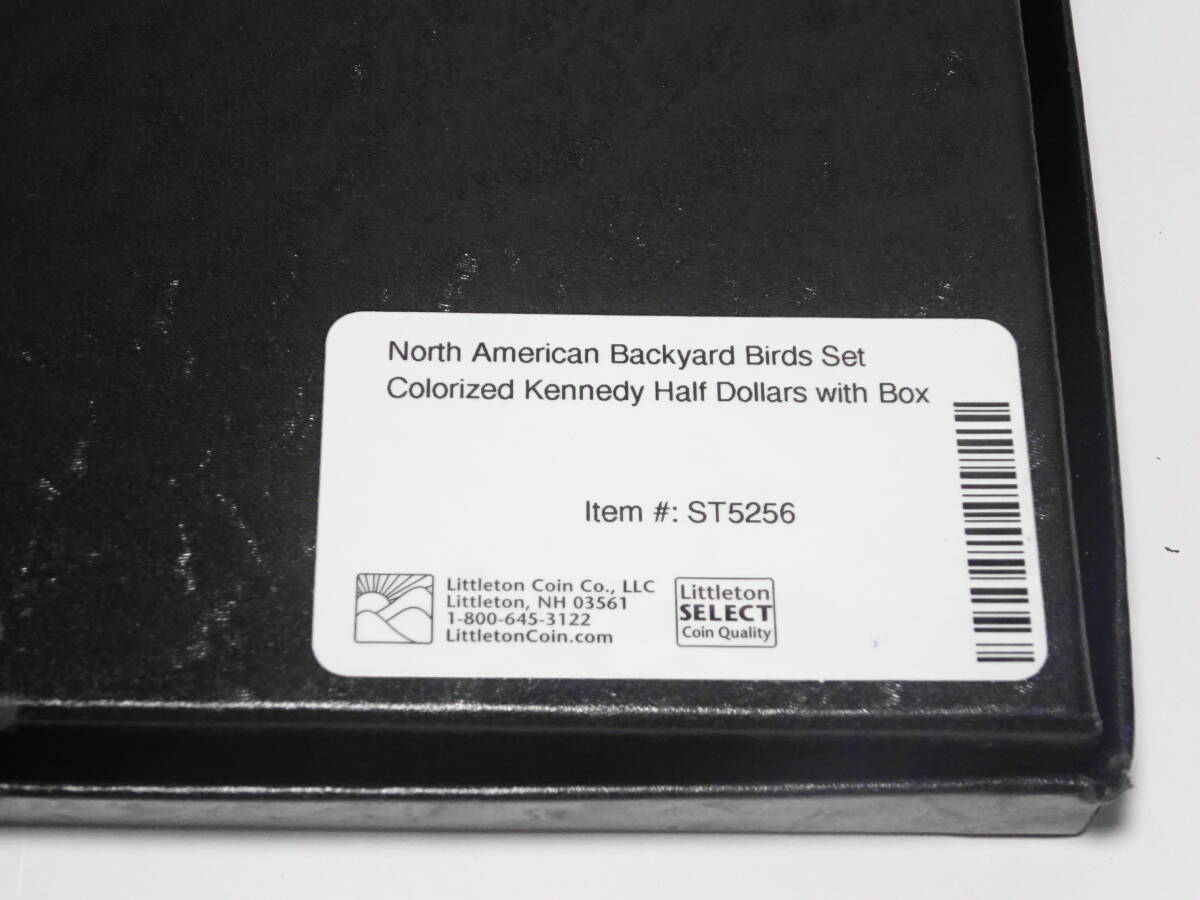 North American Backyard Birds Set
Colorized Kennedy Half Dollars with Box
Item #: ST5256
Littleton Coin Co., LLC
Littleton, NH 03561
1-800-645-3122
LittletonCoin.com
Littleton
SELECT
Coin Quality